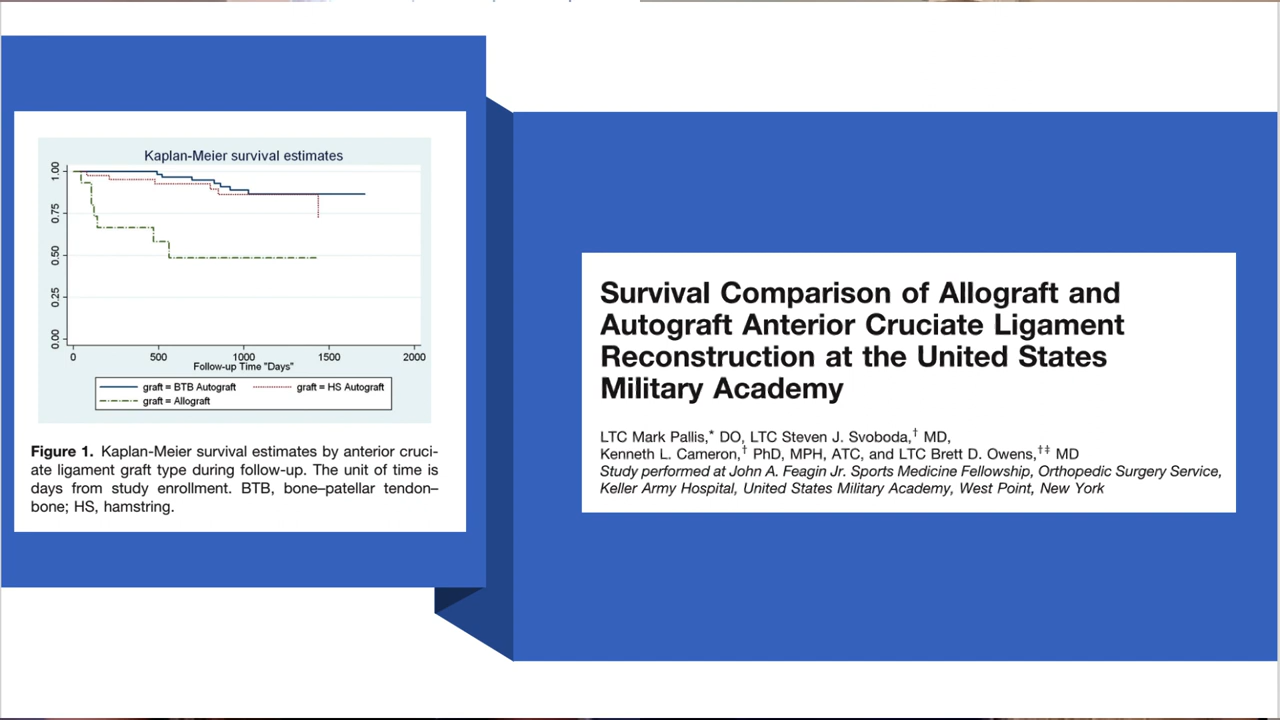 Kaplan-Meier survival estimates
1.00
0.75
0.50
0.25
0.00
0 500 1000 1500 2000
Follow-up Time "Days"
graft = BTB Autograft graft = HS Autograft
graft = Allograft
Figure 1. Kaplan-Meier survival estimates by anterior cruci-
ate ligament graft type during follow-up. The unit of time is
days from study enrollment. BTB, bone–patellar tendon–
bone; HS, hamstring.
Survival Comparison of Allograft and
Autograft Anterior Cruciate Ligament
Reconstruction at the United States
Military Academy
LTC Mark Pallis,* DO, LTC Steven J. Svoboda,† MD,
Kenneth L. Cameron,† PhD, MPH, ATC, and LTC Brett D. Owens,†‡ MD
Study performed at John A. Feagin Jr. Sports Medicine Fellowship, Orthopedic Surgery Service,
Keller Army Hospital, United States Military Academy, West Point, New York